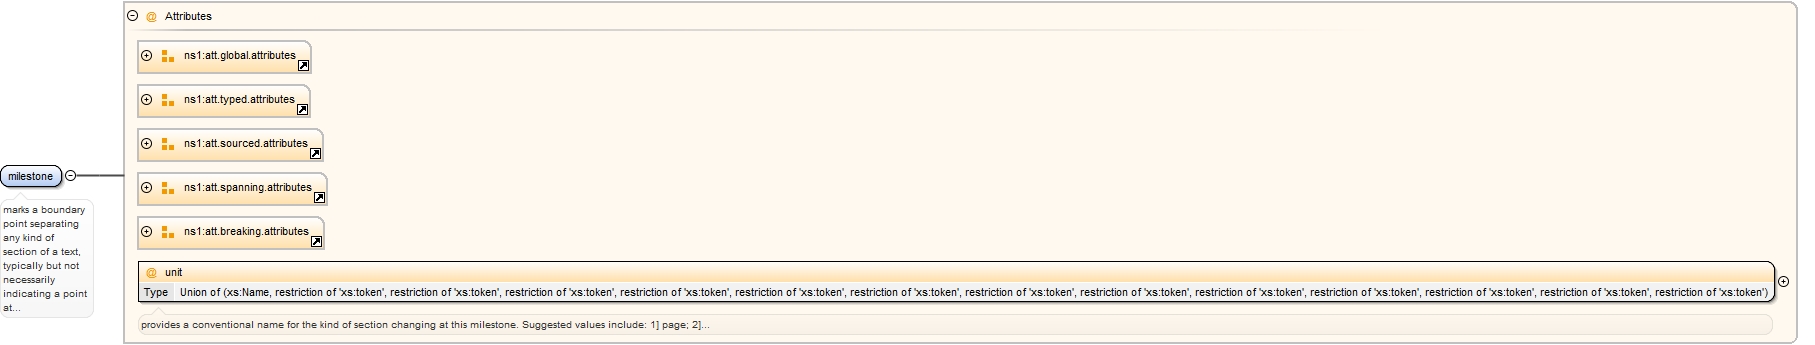 @ Attributes
ns1:att.global.attributes
ns1:att.typed.attributes
ns1:att.sourced.attributes
milestone
ns1:att.spanning.attributes
marks a boundary
point separating
any kind of
section of a text,
typically but not
necessarily
indicating a point
at...
ns1:att.breaking.attributes
@ unit
Type Union of (xs:Name, restriction of 'xs:token', restriction of 'xs:token', restriction of 'xs:token', restriction of 'xs:token', restriction of 'xs:token', restriction of 'xs:token', restriction of 'xs:token', restriction of 'xs:token', restriction of 'xs:token', restriction of 'xs:token', restriction of 'xs:token', restriction of 'xs:token', restriction of 'xs:token')
provides a conventional name for the kind of section changing at this milestone. Suggested values include: 1] page; 2]...